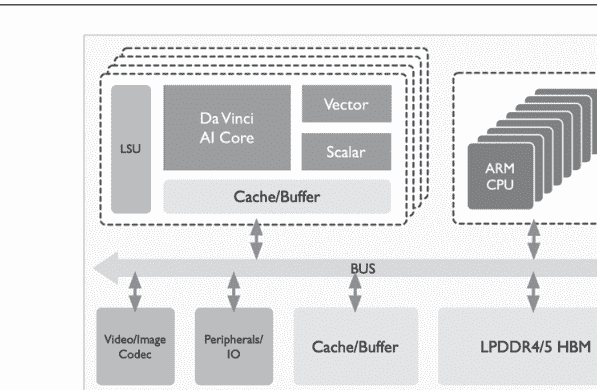 LSU
Da Vinci
AI Core
Vector
Scalar
Cache/Buffer
ARM
CPU
BUS
Video/Image
Codec
Peripherals/
IO
Cache/Buffer
LPDDR4/5 HBM